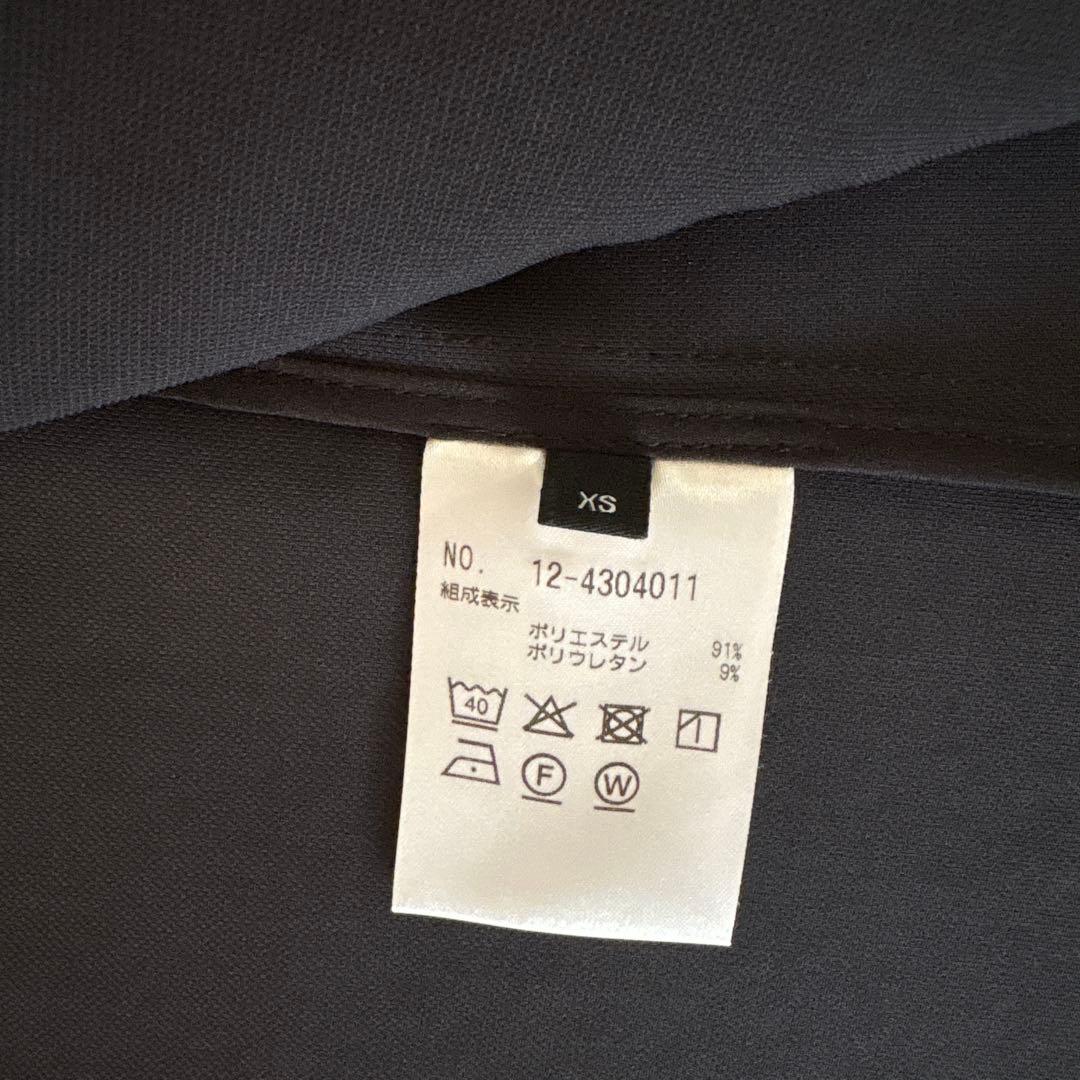 XS
NO. 12-4304011
組成表示
ポリエステル 91%
ポリウレタン 9%
40
F W